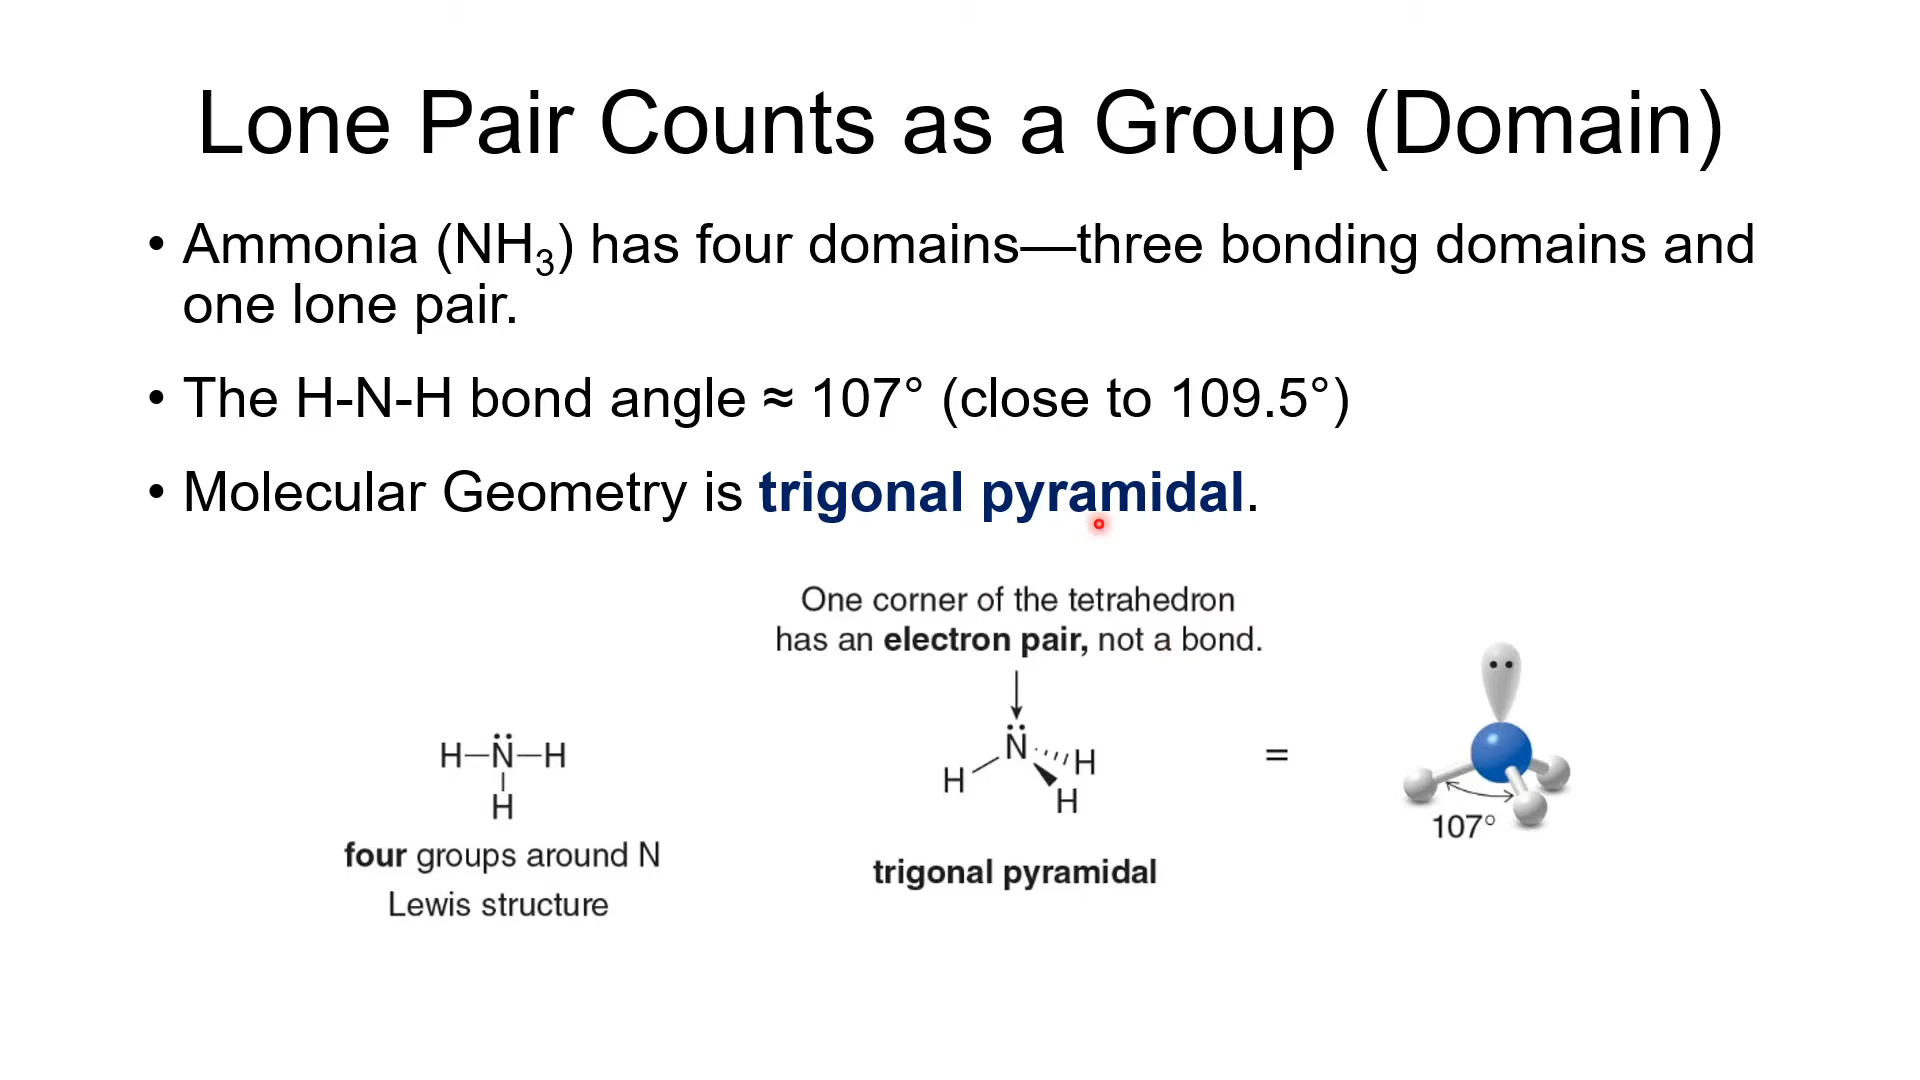 Lone Pair Counts as a Group (Domain)
• Ammonia (NH₃) has four domains—three bonding domains and
one lone pair.
• The H-N-H bond angle ≈ 107° (close to 109.5°)
• Molecular Geometry is trigonal pyramidal.
One corner of the tetrahedron
has an electron pair, not a bond.
H–N̈–H
H
four groups around N
Lewis structure
N̈
H
H
H
trigonal pyramidal
=
107°